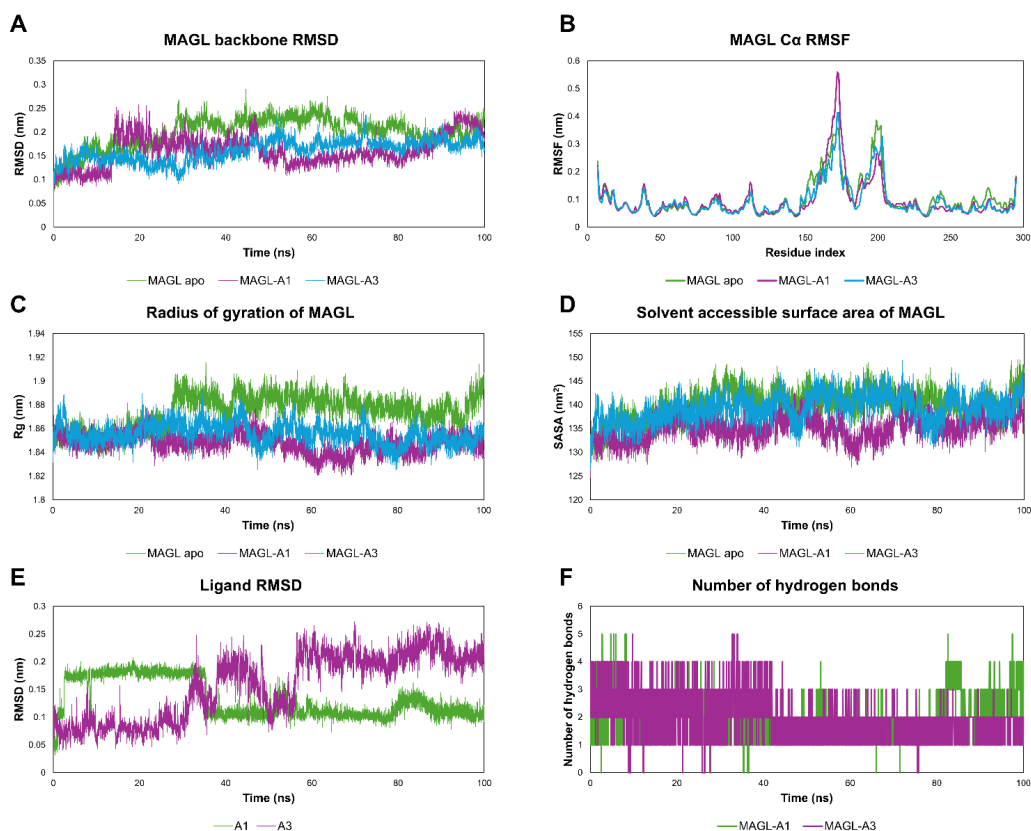 A
MAGL backbone RMSD
RMSD (nm)
0.35
0.3
0.25
0.2
0.15
0.1
0.05
0
0 20 40 60 80 100
Time (ns)
MAGL apo MAGL-A1 MAGL-A3
B
MAGL Cα RMSF
RMSF (nm)
0.6
0.5
0.4
0.3
0.2
0.1
0
0 50 100 150 200 250 300
Residue index
MAGL apo MAGL-A1 MAGL-A3
C
Radius of gyration of MAGL
Rg (nm)
1.94
1.92
1.9
1.88
1.86
1.84
1.82
1.8
0 20 40 60 80 100
Time (ns)
MAGL apo MAGL-A1 MAGL-A3
D
Solvent accessible surface area of MAGL
SASA (nm²)
155
150
145
140
135
130
125
120
0 20 40 60 80 100
Time (ns)
MAGL apo MAGL-A1 MAGL-A3
E
Ligand RMSD
RMSD (nm)
0.3
0.25
0.2
0.15
0.1
0.05
0
0 20 40 60 80 100
Time (ns)
A1 A3
F
Number of hydrogen bonds
Number of hydrogen bonds
6
5
4
3
2
1
0
0 20 40 60 80 100
Time (ns)
MAGL-A1 MAGL-A3